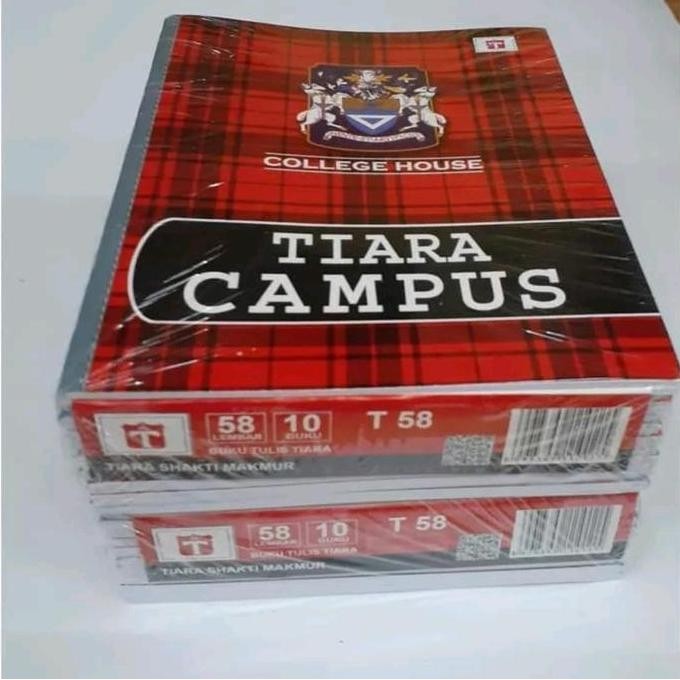 T
COLLEGE HOUSE
TIARA
CAMPUS
T
58 LEMBAR
10 BUKU
T 58
BUKU TULIS TIARA
TIARA SHAKTI MAKMUR
T
58 LEMBAR
10 BUKU
T 58
BUKU TULIS TIARA
TIARA SHAKTI MAKMUR